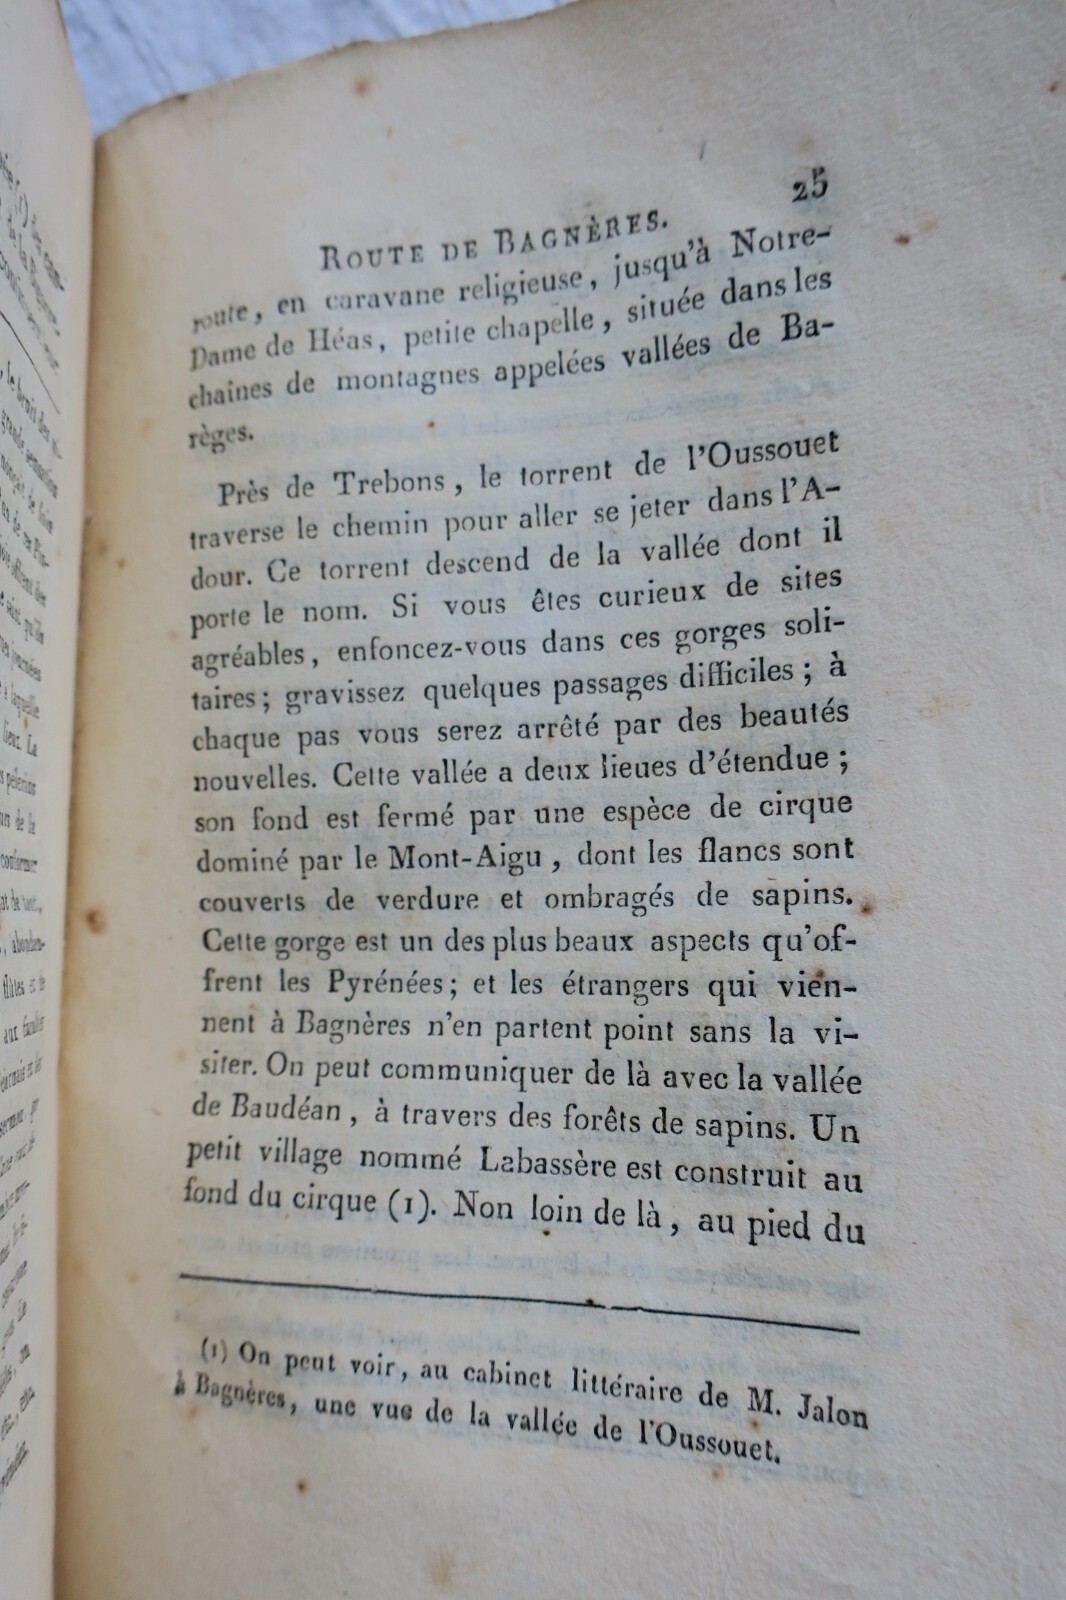 25
ROUTE DE BAGNÈRES.
route, en caravane religieuse, jusqu'à Notre-
Dame de Héas, petite chapelle, située dans les
chaînes de montagnes appelées vallées de Ba-
règes.
Près de Trebons, le torrent de l'Oussouet
traverse le chemin pour aller se jeter dans l'A-
dour. Ce torrent descend de la vallée dont il
porte le nom. Si vous êtes curieux de sites
agréables, enfoncez-vous dans ces gorges soli-
taires; gravissez quelques passages difficiles; à
chaque pas vous serez arrêté par des beautés
nouvelles. Cette vallée a deux lieues d'étendue;
son fond est fermé par une espèce de cirque
dominé par le Mont-Aigu, dont les flancs sont
couverts de verdure et ombragés de sapins.
Cette gorge est un des plus beaux aspects qu'of-
frent les Pyrénées; et les étrangers qui vien-
nent à Bagnères n'en partent point sans la vi-
siter. On peut communiquer de là avec la vallée
de Baudéan, à travers des forêts de sapins. Un
petit village nommé Labassère est construit au
fond du cirque (1). Non loin de là, au pied du
(1) On peut voir, au cabinet littéraire de M. Jalon
à Bagnères, une vue de la vallée de l'Oussouet.